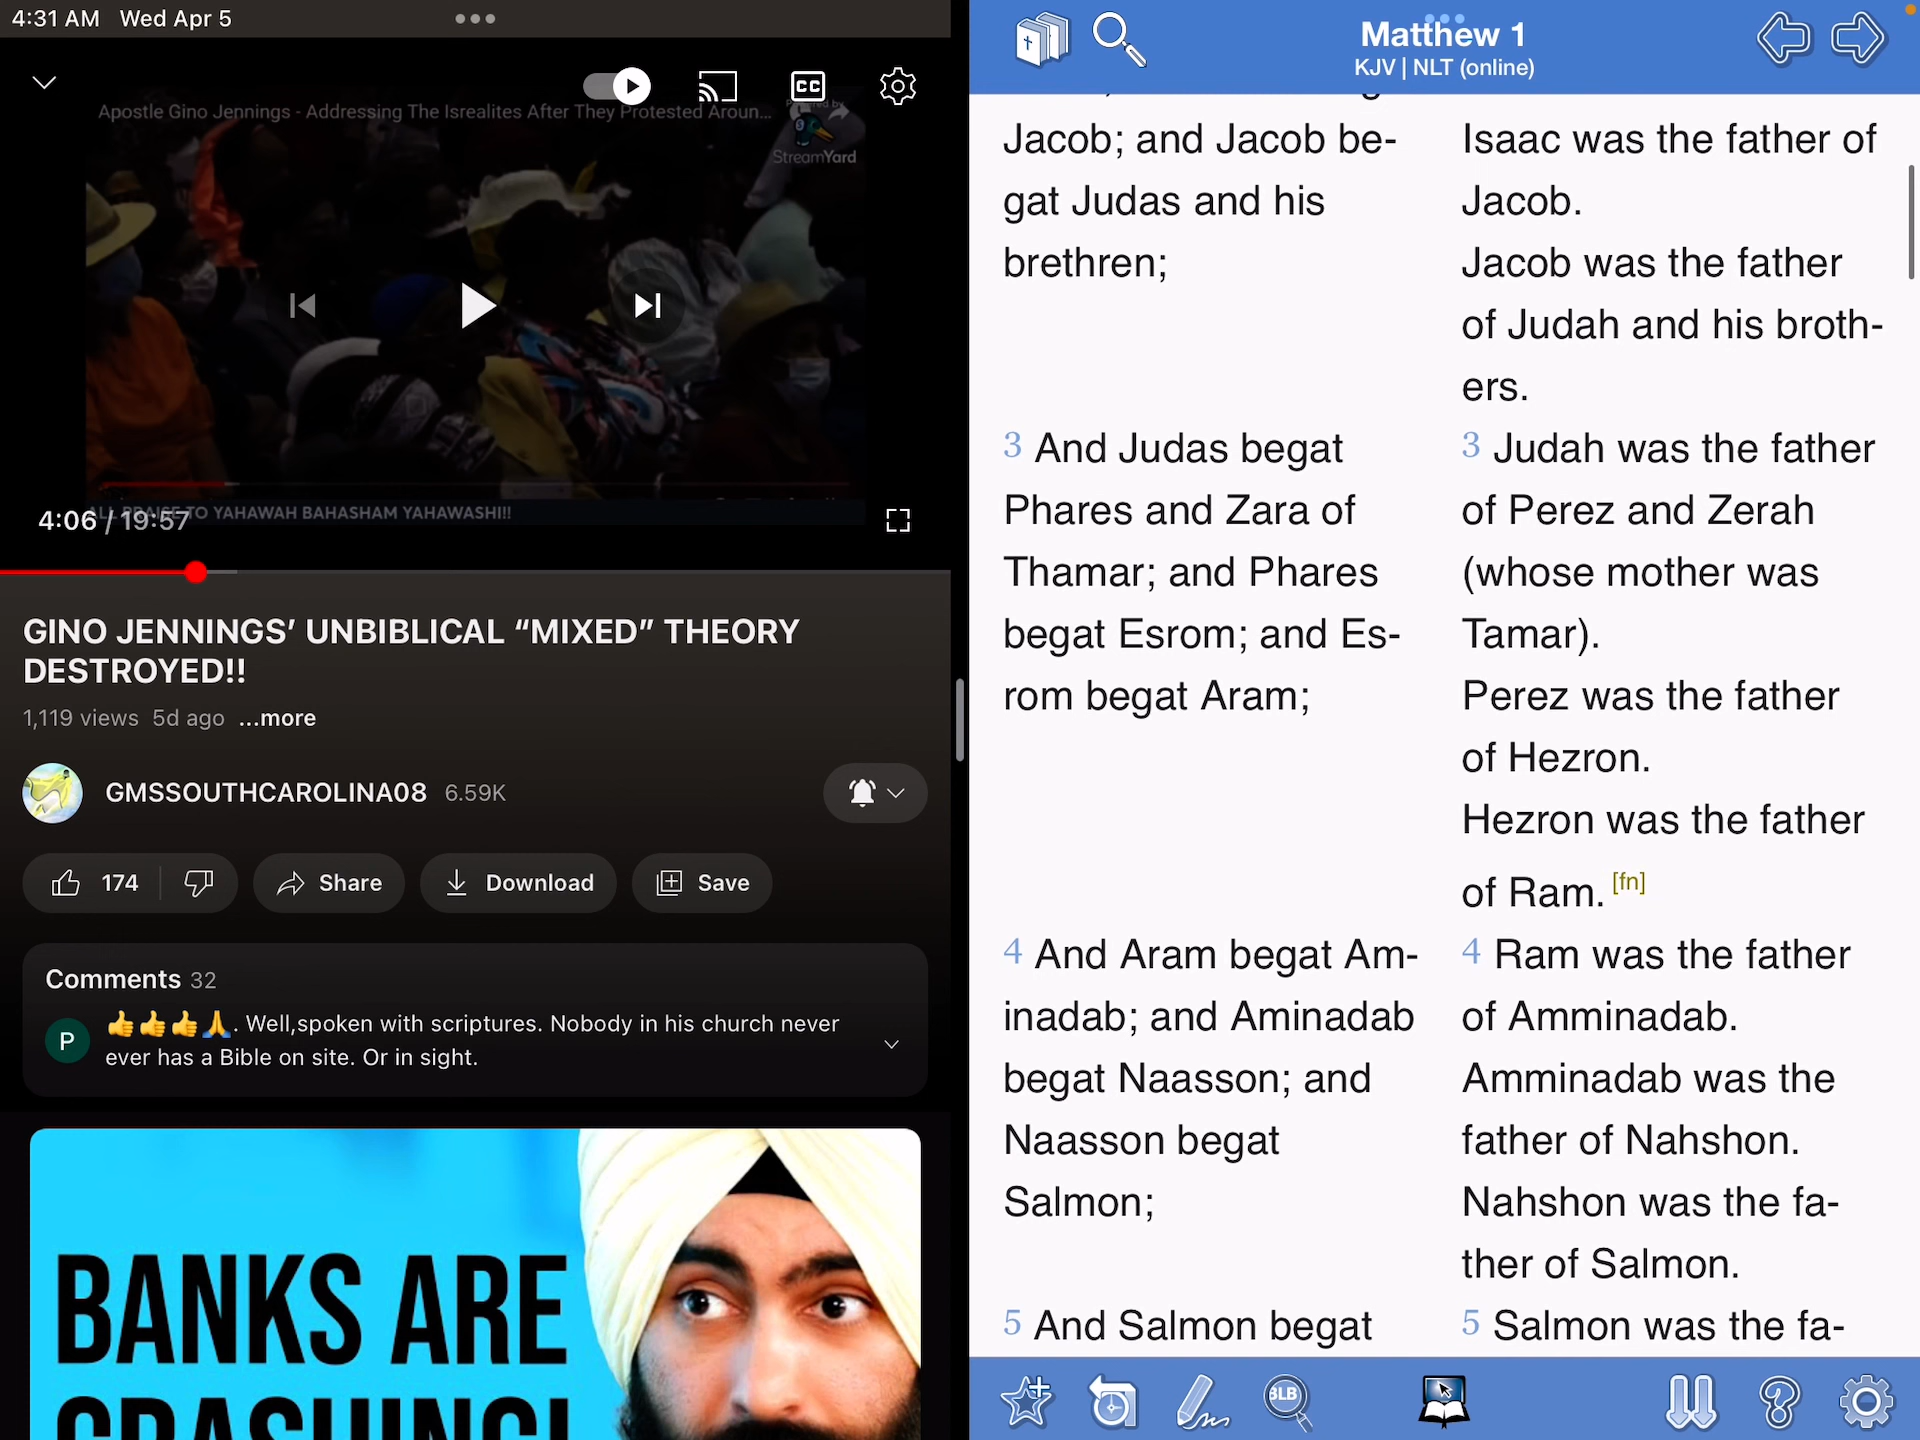 4:31 AM Wed Apr 5
Apostle Gino Jennings - Addressing The Isrealites After They Protested Aroun...
StreamYard
CC
ALL PRAISE TO YAHAWAH BAHASHAM YAHAWASHI!!
4:06 / 19:57
GINO JENNINGS’ UNBIBLICAL “MIXED” THEORY
DESTROYED!!
1,119 views 5d ago ...more
GMSSOUTHCAROLINA08 6.59K
174
Share
Download
Save
Comments 32
P
👍👍👍🙏. Well,spoken with scriptures. Nobody in his church never
ever has a Bible on site. Or in sight.
BANKS ARE
CRASHING!
Matthew 1
KJV | NLT (online)
Jacob; and Jacob be-
gat Judas and his
brethren;
3 And Judas begat
Phares and Zara of
Thamar; and Phares
begat Esrom; and Es-
rom begat Aram;
4 And Aram begat Am-
inadab; and Aminadab
begat Naasson; and
Naasson begat
Salmon;
5 And Salmon begat
Isaac was the father of
Jacob.
Jacob was the father
of Judah and his broth-
ers.
3 Judah was the father
of Perez and Zerah
(whose mother was
Tamar).
Perez was the father
of Hezron.
Hezron was the father
of Ram. [fn]
4 Ram was the father
of Amminadab.
Amminadab was the
father of Nahshon.
Nahshon was the fa-
ther of Salmon.
5 Salmon was the fa-
BLB